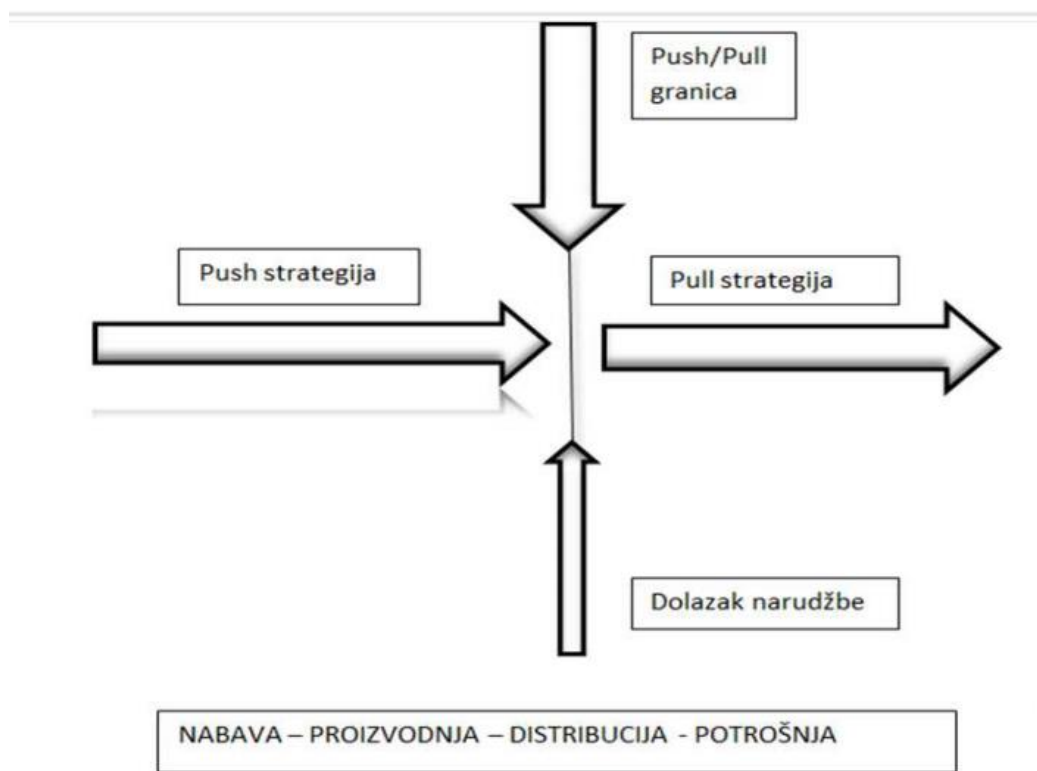 Push/Pull
granica
Push strategija
Pull strategija
Dolazak narudžbe
NABAVA – PROIZVODNJA – DISTRIBUCIJA - POTROŠNJA